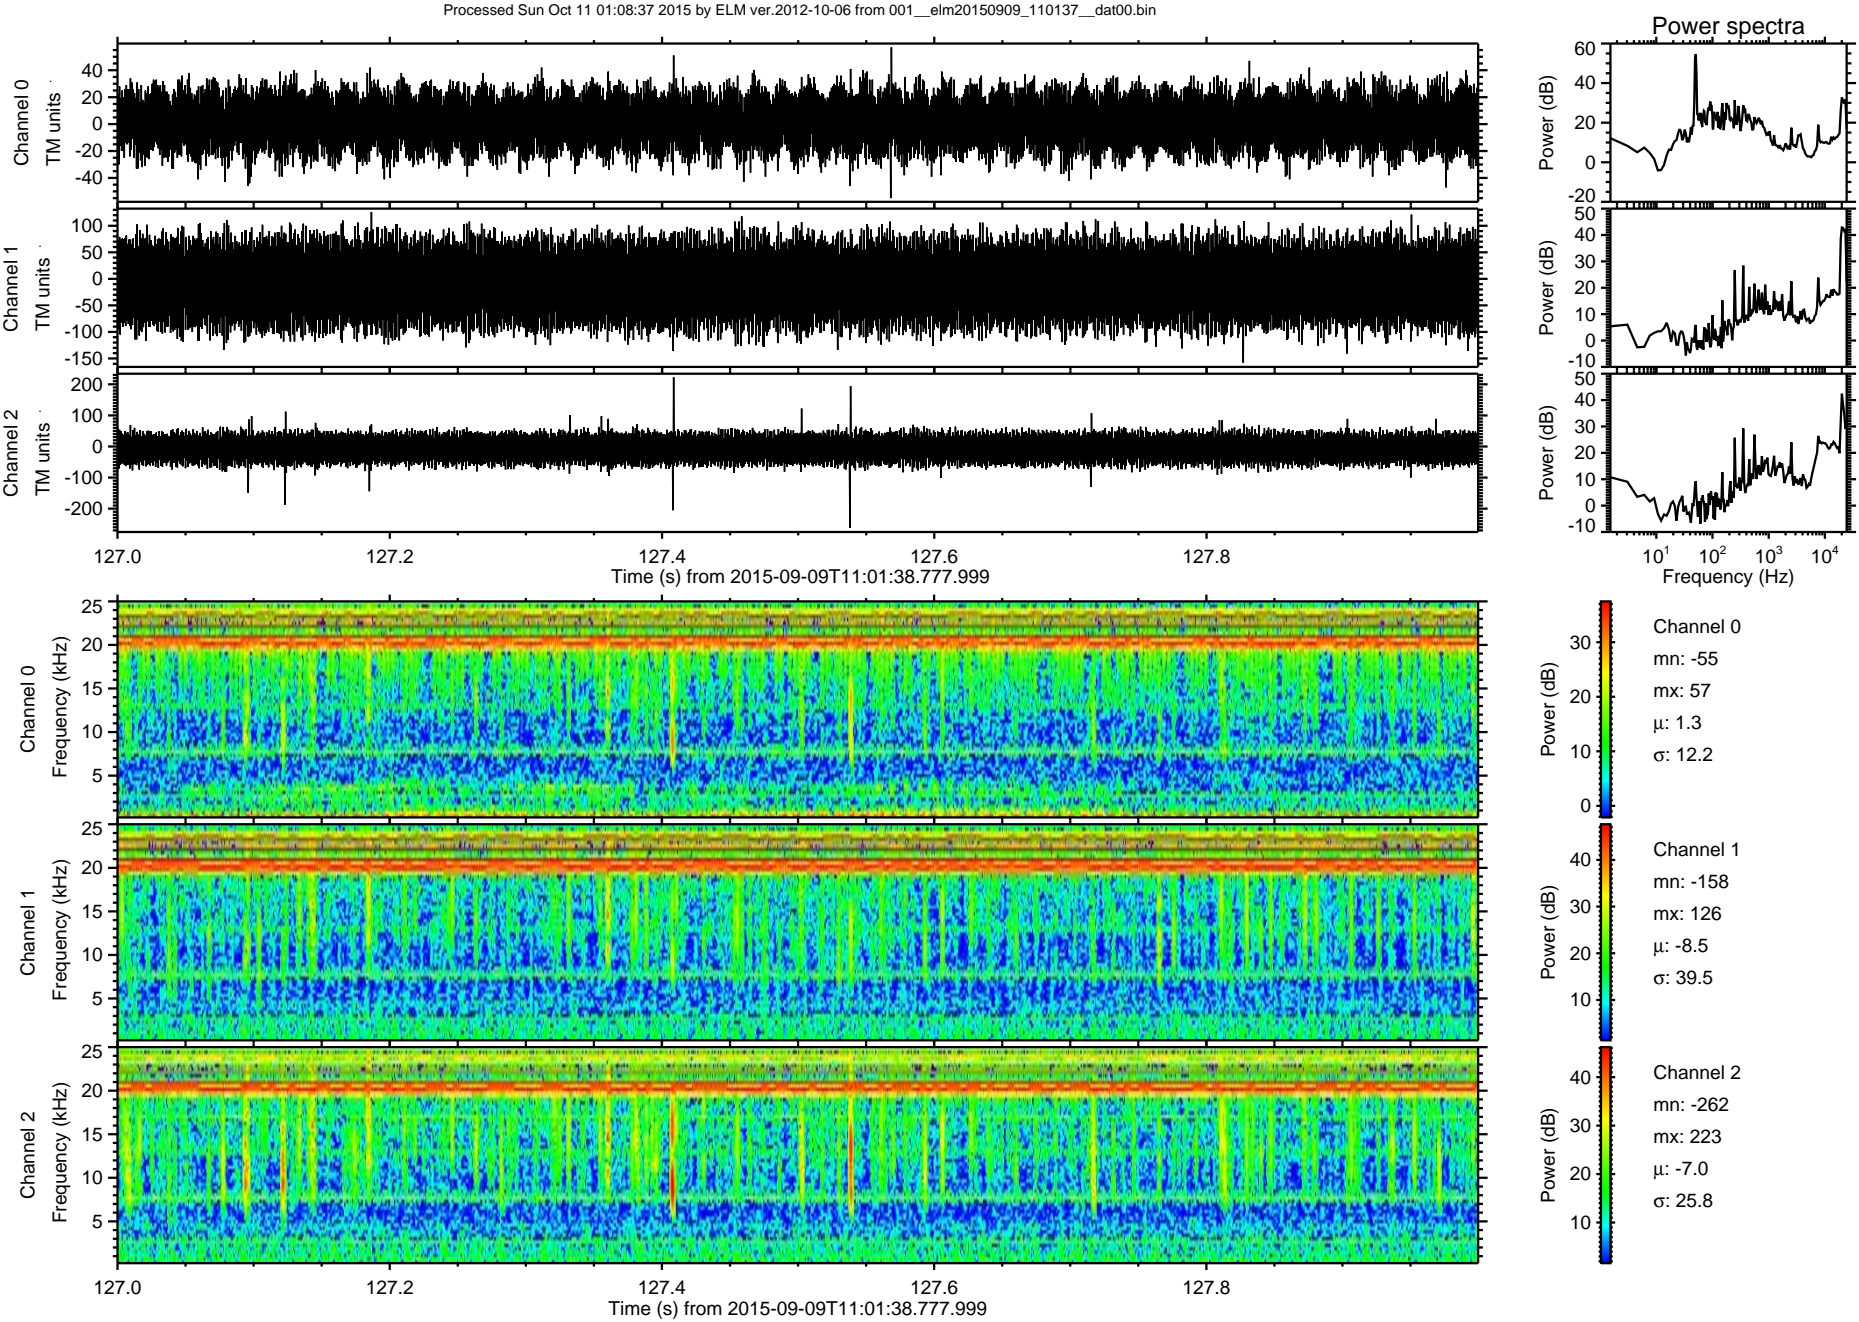 Processed Sun Oct 11 01:08:37 2015 by ELM ver.2012-10-06 from 001__elm20150909_110137__dat00.bin
Power spectra
Channel 0
TM units
40
20
0
-20
-40
Power (dB)
60
40
20
0
-20
Channel 1
TM units
100
50
0
-50
-100
-150
Power (dB)
50
40
30
20
10
0
-10
Channel 2
TM units
200
100
0
-100
-200
Power (dB)
50
40
30
20
10
0
-10
127.0 127.2 127.4 127.6 127.8
Time (s) from 2015-09-09T11:01:38.777.999
10¹ 10² 10³ 10⁴
Frequency (Hz)
Channel 0
Frequency (kHz)
25
20
15
10
5
Power (dB)
30
20
10
0
Channel 0
mn: -55
mx: 57
μ: 1.3
σ: 12.2
Channel 1
Frequency (kHz)
25
20
15
10
5
Power (dB)
40
30
20
10
Channel 1
mn: -158
mx: 126
μ: -8.5
σ: 39.5
Channel 2
Frequency (kHz)
25
20
15
10
5
Power (dB)
40
30
20
10
Channel 2
mn: -262
mx: 223
μ: -7.0
σ: 25.8
127.0 127.2 127.4 127.6 127.8
Time (s) from 2015-09-09T11:01:38.777.999